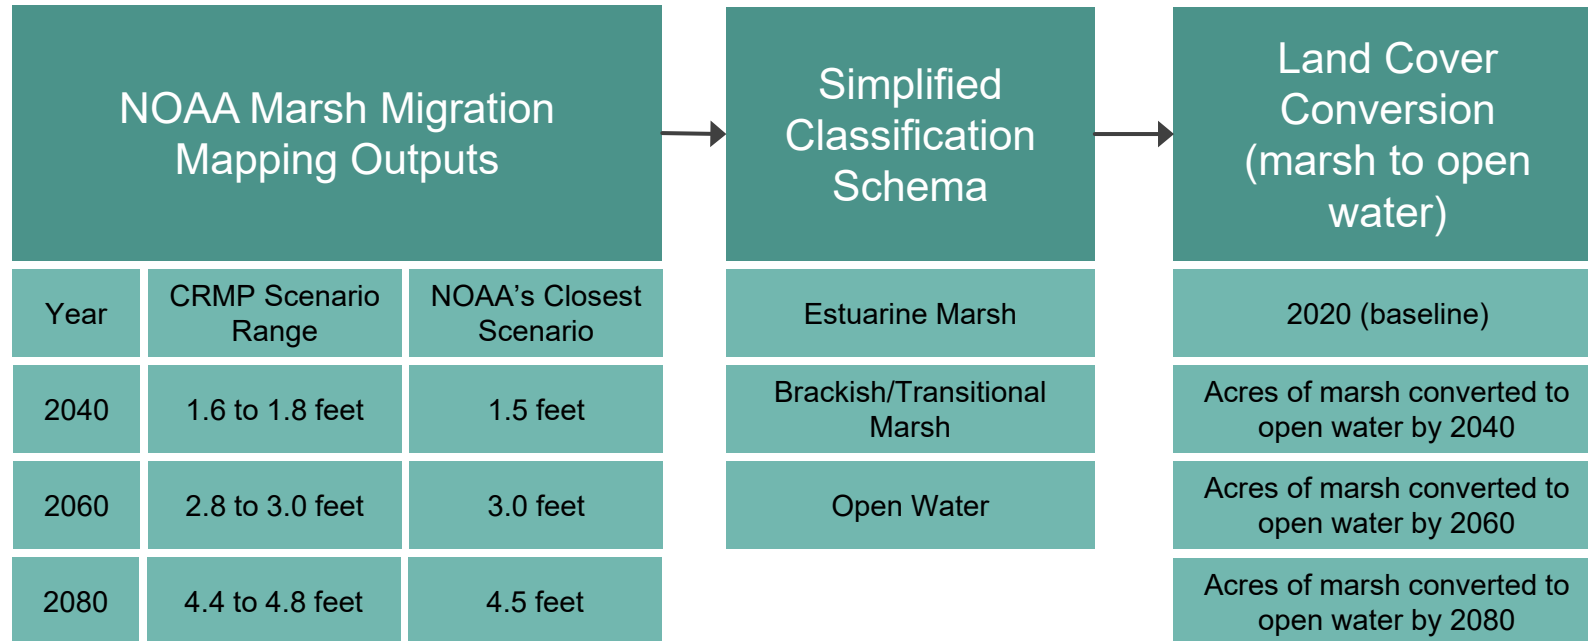 NOAA Marsh Migration
Mapping Outputs
Simplified
Classification
Schema
Land Cover
Conversion
(marsh to open
water)
Year
CRMP Scenario
Range
NOAA's Closest
Scenario
2040
1.6 to 1.8 feet
1.5 feet
2060
2.8 to 3.0 feet
3.0 feet
2080
4.4 to 4.8 feet
4.5 feet
Estuarine Marsh
Brackish/Transitional
Marsh
Open Water
2020 (baseline)
Acres of marsh converted to
open water by 2040
Acres of marsh converted to
open water by 2060
Acres of marsh converted to
open water by 2080